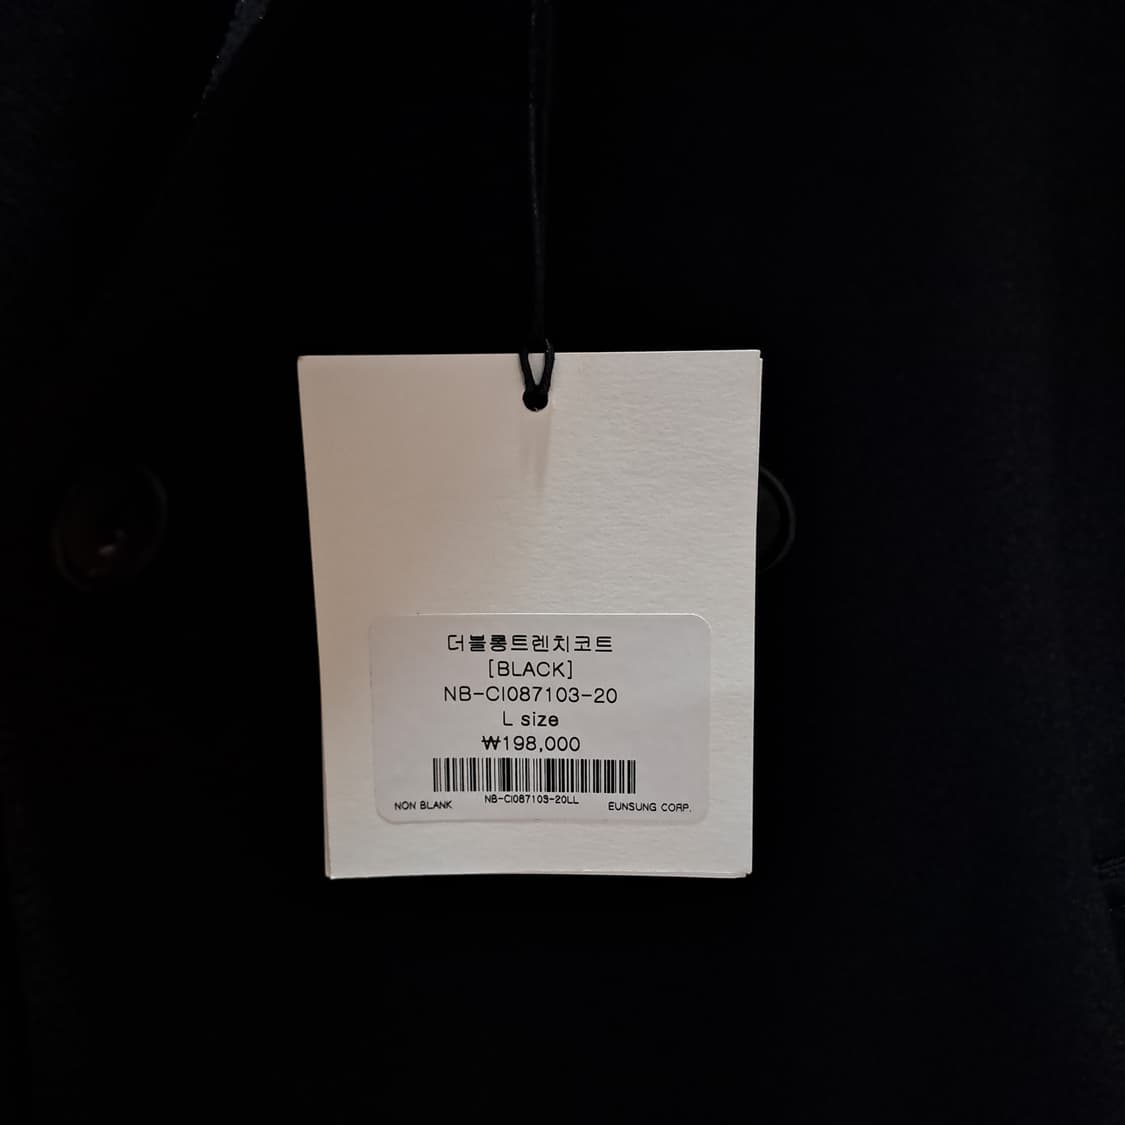 더블롱트렌치코트
[BLACK]
NB-CI087103-20
L size
₩198,000
NB-CI087103-20LL
NON BLANK
EUNSUNG CORP.